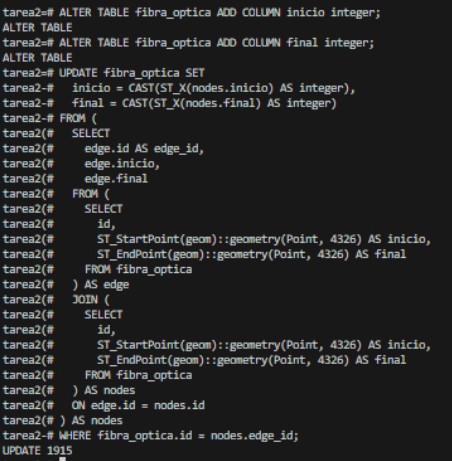 tarea2=# ALTER TABLE fibra_optica ADD COLUMN inicio integer;
ALTER TABLE
tarea2=# ALTER TABLE fibra_optica ADD COLUMN final integer;
ALTER TABLE
tarea2=# UPDATE fibra_optica SET
tarea2-#   inicio = CAST(ST_X(nodes.inicio) AS integer),
tarea2-#   final = CAST(ST_X(nodes.final) AS integer)
tarea2-# FROM (
tarea2(#   SELECT
tarea2(#     edge.id AS edge_id,
tarea2(#     edge.inicio,
tarea2(#     edge.final
tarea2(#   FROM (
tarea2(#     SELECT
tarea2(#       id,
tarea2(#       ST_StartPoint(geom)::geometry(Point, 4326) AS inicio,
tarea2(#       ST_EndPoint(geom)::geometry(Point, 4326) AS final
tarea2(#     FROM fibra_optica
tarea2(#   ) AS edge
tarea2(#   JOIN (
tarea2(#     SELECT
tarea2(#       id,
tarea2(#       ST_StartPoint(geom)::geometry(Point, 4326) AS inicio,
tarea2(#       ST_EndPoint(geom)::geometry(Point, 4326) AS final
tarea2(#     FROM fibra_optica
tarea2(#   ) AS nodes
tarea2(#   ON edge.id = nodes.id
tarea2(# ) AS nodes
tarea2-# WHERE fibra_optica.id = nodes.edge_id;
UPDATE 1915